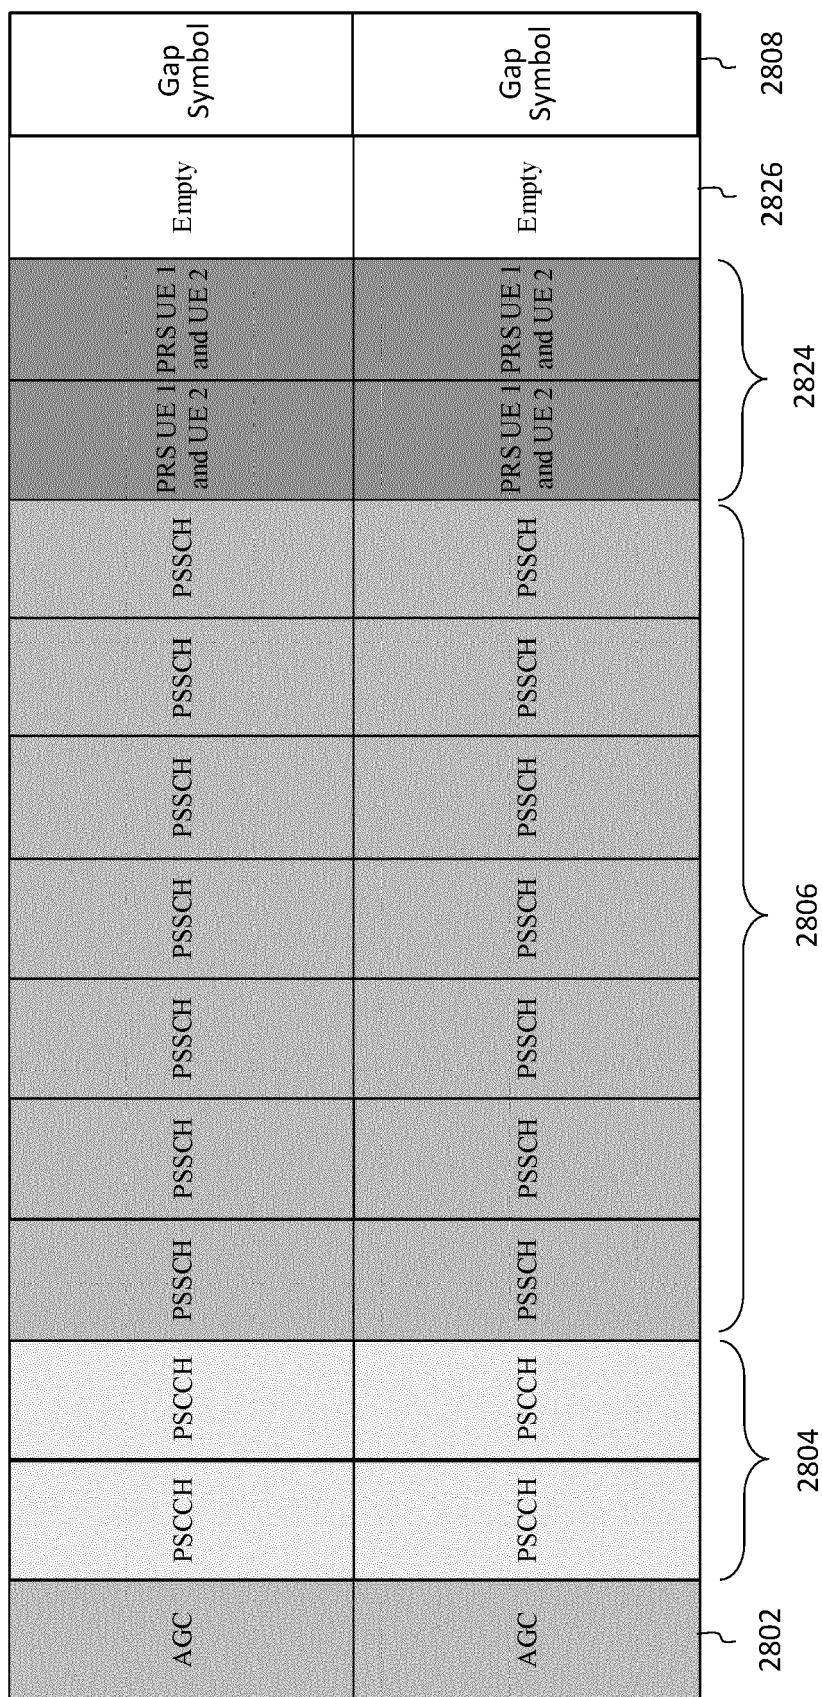 AGC
PSCCH
PSCCH
PSSCH
PSSCH
PSSCH
PSSCH
PSSCH
PSSCH
PSSCH
PRS UE 1
and UE 2
PRS UE 1
and UE 2
Empty
Gap
Symbol
AGC
PSCCH
PSCCH
PSSCH
PSSCH
PSSCH
PSSCH
PSSCH
PSSCH
PSSCH
PRS UE 1
and UE 2
PRS UE 1
and UE 2
Empty
Gap
Symbol
2802
2804
2806
2824
2826
2808